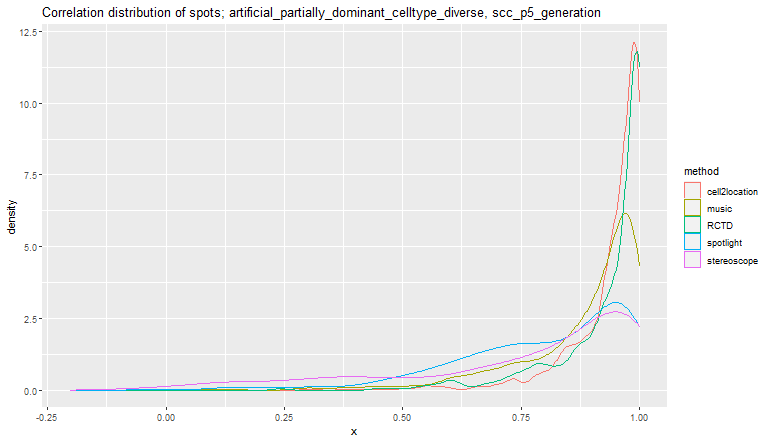 Correlation distribution of spots; artificial_partially_dominant_celltype_diverse, scc_p5_generation
12.5
10.0
7.5
5.0
2.5
0.0
density
-0.25
0.00
0.25
0.50
0.75
1.00
x
method
cell2location
music
RCTD
spotlight
stereoscope